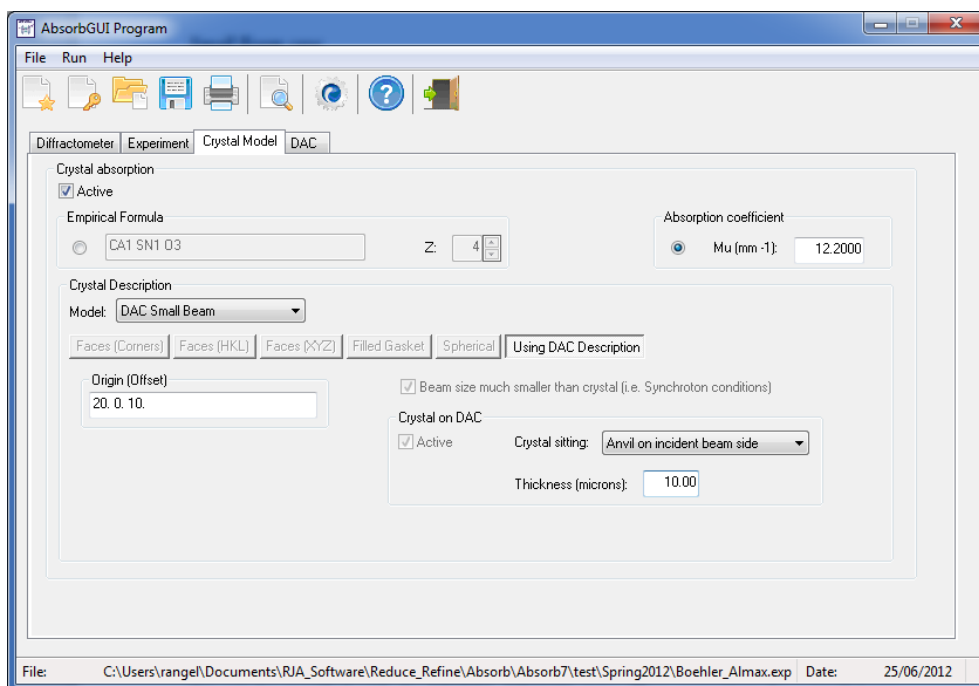 AbsorbGUI Program
File Run Help
Diffractometer Experiment Crystal Model DAC
Crystal absorption
Active
Empirical Formula
CA1 SN1 O3 Z: 4
Absorption coefficient
Mu (mm -1): 12.2000
Crystal Description
Model: DAC Small Beam
Faces (Corners) Faces (HKL) Faces (XYZ) Filled Gasket Spherical Using DAC Description
Origin (Offset)
20. 0. 10.
Beam size much smaller than crystal (i.e. Synchroton conditions)
Crystal on DAC
Active Crystal sitting: Anvil on incident beam side
Thickness (microns): 10.00
File: C:\Users\rangel\Documents\RJA_Software\Reduce_Refine\Absorb\Absorb7\test\Spring2012\Boehler_Almax.exp Date: 25/06/2012